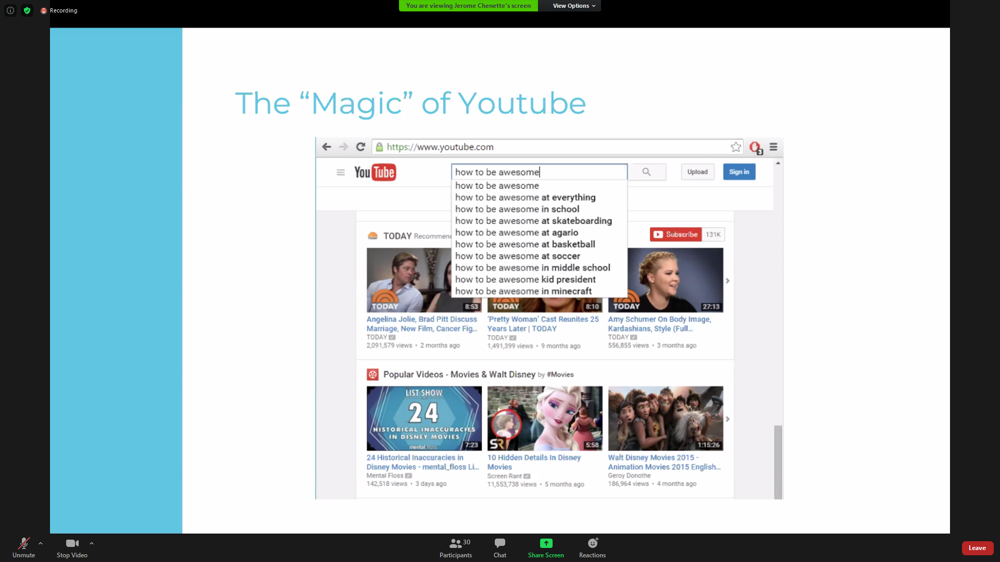 Recording
You are viewing Jerome Chenette's screen
View Options
The “Magic” of Youtube
https://www.youtube.com
3
YouTube
how to be awesome
Upload
Sign in
how to be awesome
how to be awesome at everything
how to be awesome in school
how to be awesome at skateboarding
how to be awesome at agario
how to be awesome at basketball
how to be awesome at soccer
how to be awesome in middle school
how to be awesome kid president
how to be awesome in minecraft
TODAY Recommen
Subscribe 131K
TODAY 8:53
TODAY 8:10
TODAY 27:13
Angelina Jolie, Brad Pitt Discuss
Marriage, New Film, Cancer Fig...
TODAY
2,091,579 views • 2 months ago
'Pretty Woman' Cast Reunites 25
Years Later | TODAY
TODAY
1,491,399 views • 9 months ago
Amy Schumer On Body Image,
Kardashians, Style (Full...
TODAY
556,855 views • 3 months ago
Popular Videos - Movies & Walt Disney by #Movies
LIST SHOW
24
HISTORICAL INACCURACIES
IN DISNEY MOVIES
mental_floss
7:23
SR
5:58
1:15:26
24 Historical Inaccuracies in
Disney Movies - mental_floss Li...
Mental Floss
142,518 views • 3 days ago
10 Hidden Details In Disney
Movies
Screen Rant
11,553,738 views • 5 months ago
Walt Disney Movies 2015 -
Animation Movies 2015 English...
Geroy Donothe
186,964 views • 4 months ago
Unmute
Stop Video
30
Participants
Chat
Share Screen
Reactions
Leave